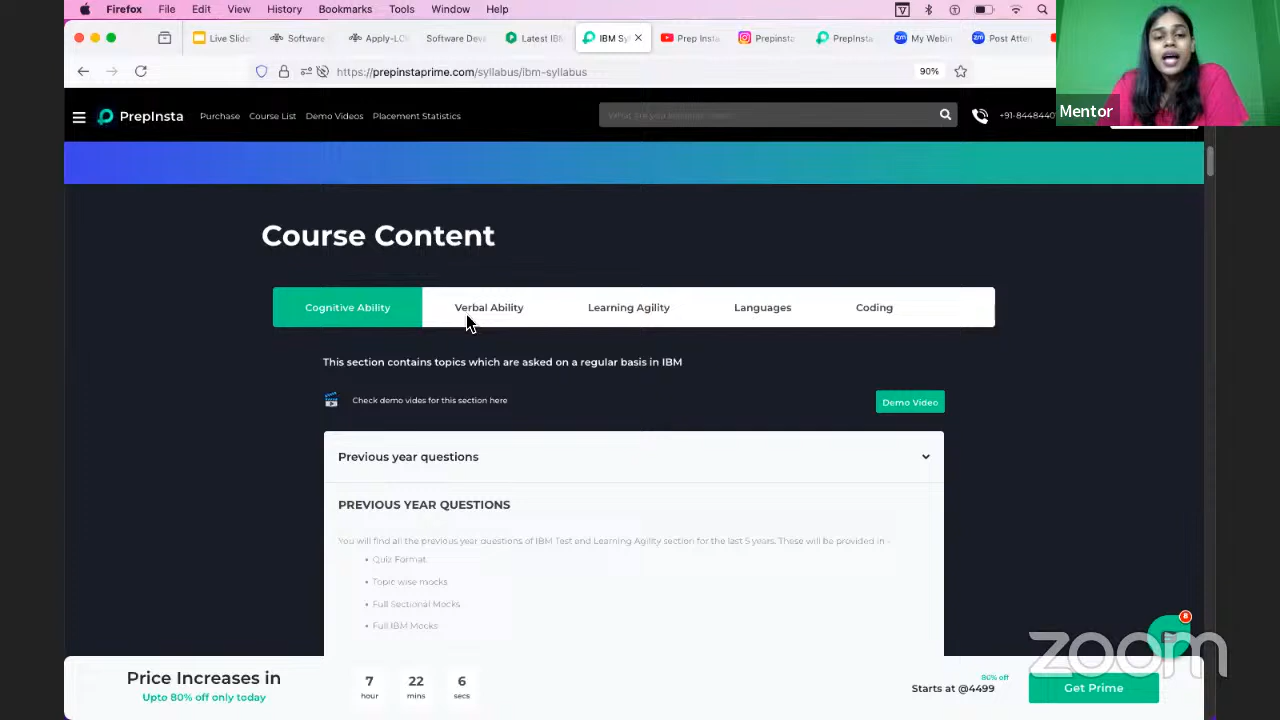 Firefox File Edit View History Bookmarks Tools Window Help
Live Slide Software Apply-LC Software Deve Latest IBM IBM Sy Prep Insta Prepinsta PrepInsta My Webin Post Atten
https://prepinstaprime.com/syllabus/ibm-syllabus 90%
PrepInsta Purchase Course List Demo Videos Placement Statistics +91-844844
Mentor
Course Content
Cognitive Ability Verbal Ability Learning Agility Languages Coding
This section contains topics which are asked on a regular basis in IBM
Check demo video for this section here Demo Video
Previous year questions
PREVIOUS YEAR QUESTIONS
You will find all the previous year questions of IBM Test and Learning Agility section for the last 5 years. These will be provided in -
• Quiz Format
• Topic wise mocks
• Full Sectional Mocks
• Full IBM Mocks
8
zoom
Price Increases in
Upto 80% off only today
7 22 6
hour mins secs
80% off
Starts at @4499
Get Prime